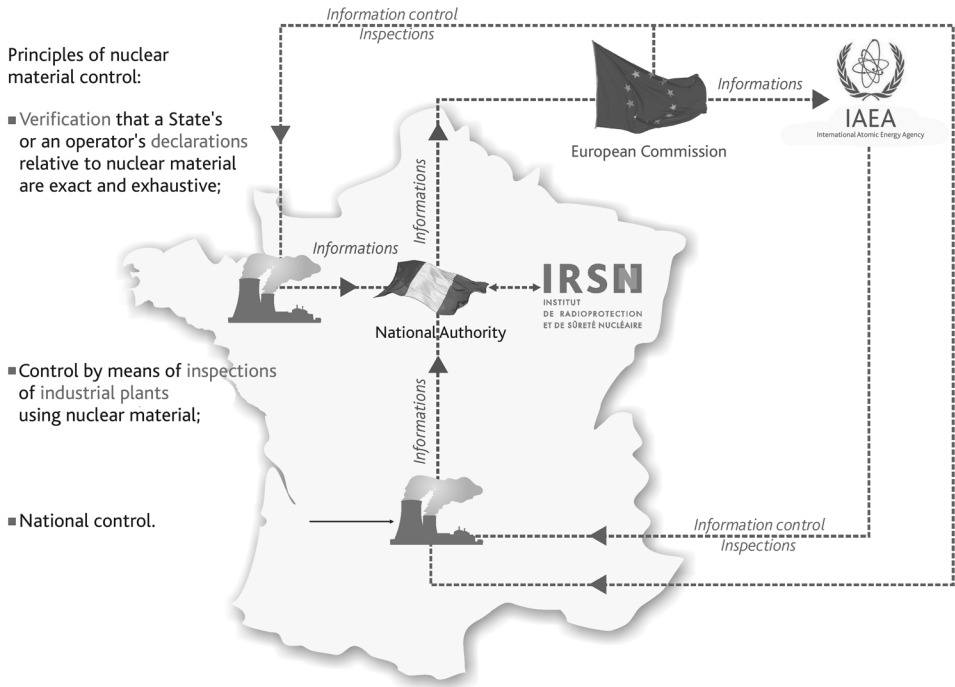 Information control
Inspections
Principles of nuclear
material control:
Verification that a State's
or an operator's declarations
relative to nuclear material
are exact and exhaustive;
Informations
IAEA
International Atomic Energy Agency
European Commission
Informations
Informations
IRSN
INSTITUT
DE RADIOPROTECTION
ET DE SÛRETÉ NUCLÉAIRE
National Authority
Control by means of inspections
of industrial plants
using nuclear material;
Informations
National control.
Information control
Inspections